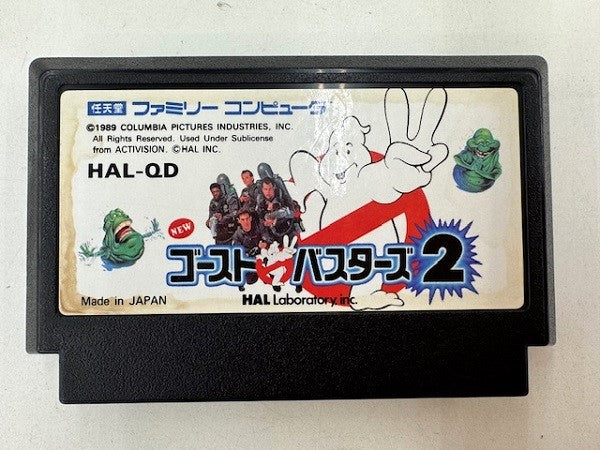 任天堂 ファミリー コンピュータ
©1989 COLUMBIA PICTURES INDUSTRIES, INC.
All Rights Reserved. Used Under Sublicense
from ACTIVISION. ©HAL INC.
HAL-QD
NEW
ゴーストバスターズ2
Made in JAPAN
HAL Laboratory, inc.